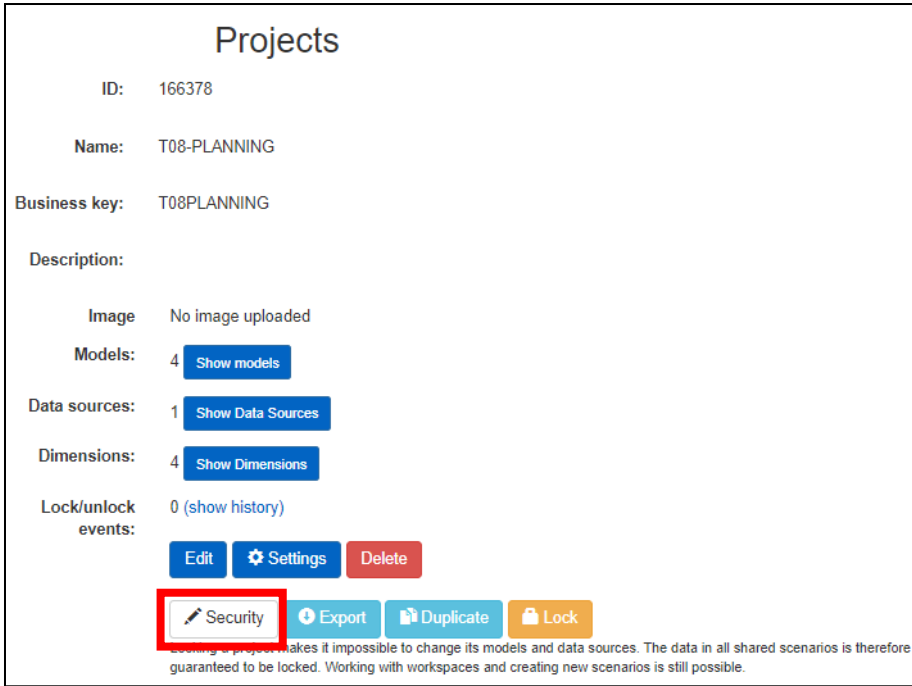 Projects
ID: 166378
Name: T08-PLANNING
Business key: T08PLANNING
Description:
Image No image uploaded
Models: 4 Show models
Data sources: 1 Show Data Sources
Dimensions: 4 Show Dimensions
Lock/unlock events: 0 (show history)
Edit Settings Delete
Security Export Duplicate Lock
Locking a project makes it impossible to change its models and data sources. The data in all shared scenarios is therefore
guaranteed to be locked. Working with workspaces and creating new scenarios is still possible.